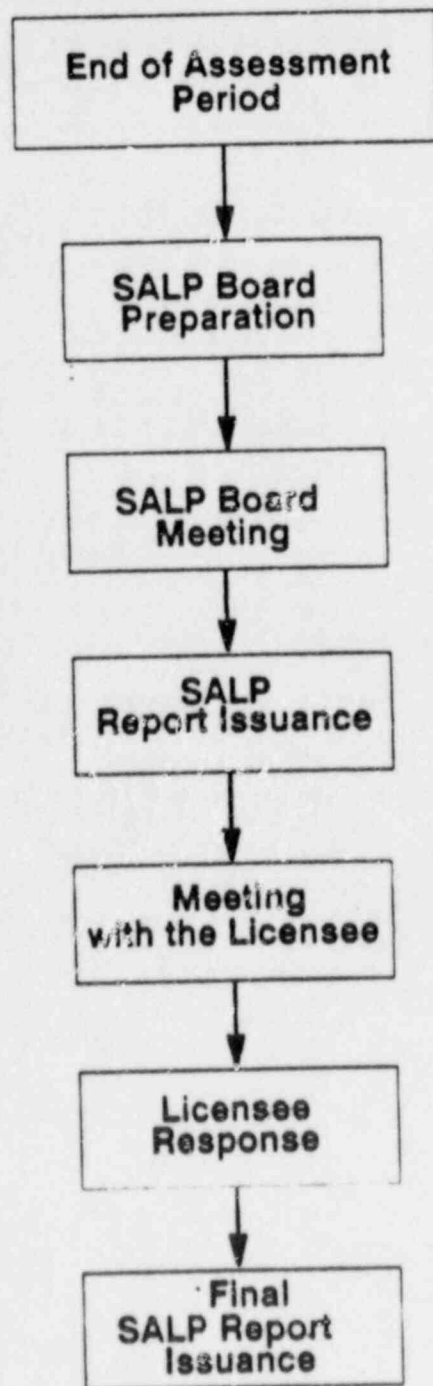 End of Assessment
Period
SALP Board
Preparation
SALP Board
Meeting
SALP
Report Issuance
Meeting
with the Licensee
Licensee
Response
Final
SALP Report
Issuance